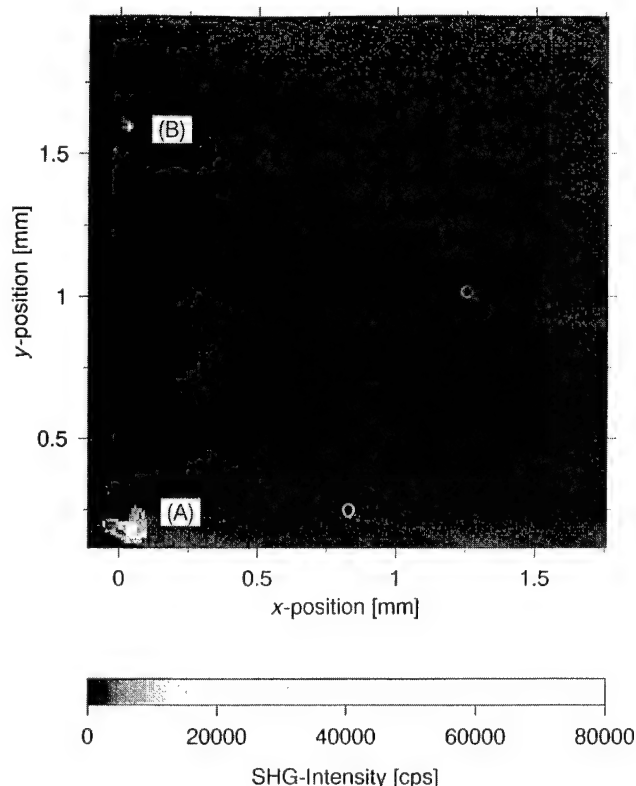 (B)
1.5
1
0.5
(A)
y-position [mm]
0 0.5 1 1.5
x-position [mm]
0 20000 40000 60000 80000
SHG-Intensity [cps]